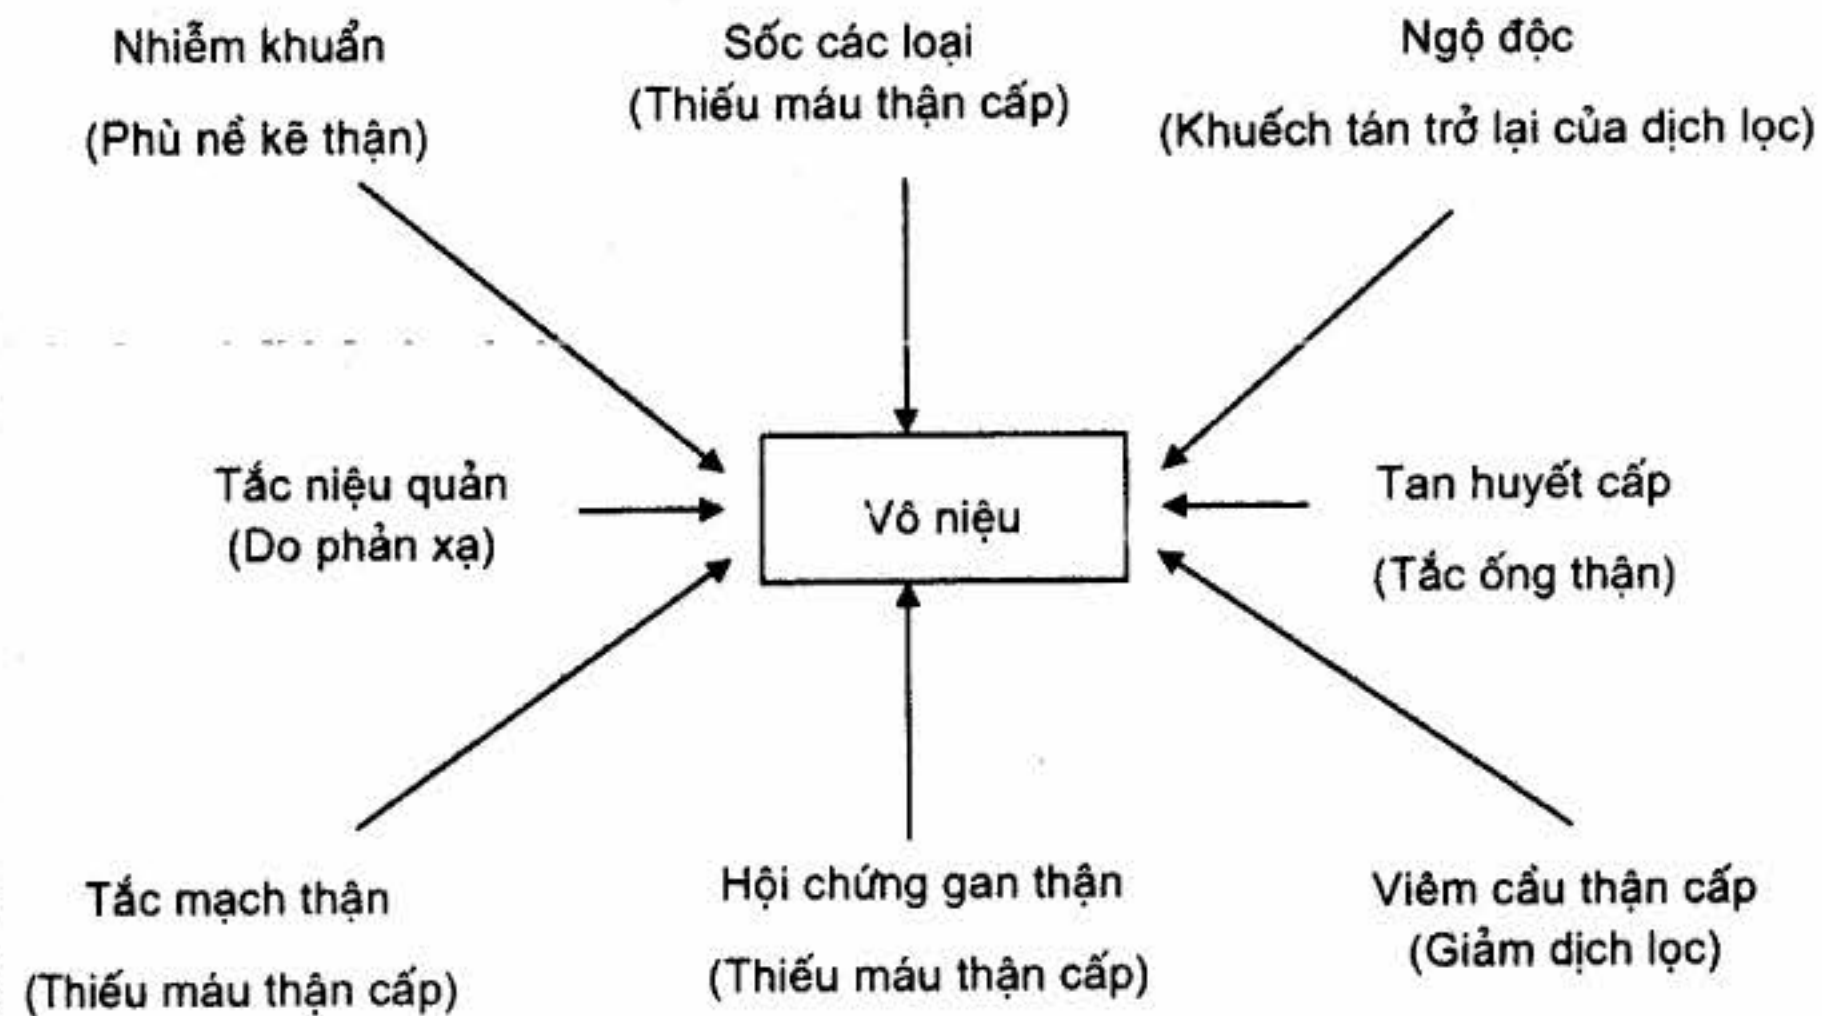 Nhiễm khuẩn
(Phù nề kẽ thận)
Sốc các loại
(Thiếu máu thận cấp)
Ngộ độc
(Khuếch tán trở lại của dịch lọc)
Tắc niệu quản
(Do phản xạ)
Vô niệu
Tan huyết cấp
(Tắc ống thận)
Tắc mạch thận
(Thiếu máu thận cấp)
Hội chứng gan thận
(Thiếu máu thận cấp)
Viêm cầu thận cấp
(Giảm dịch lọc)